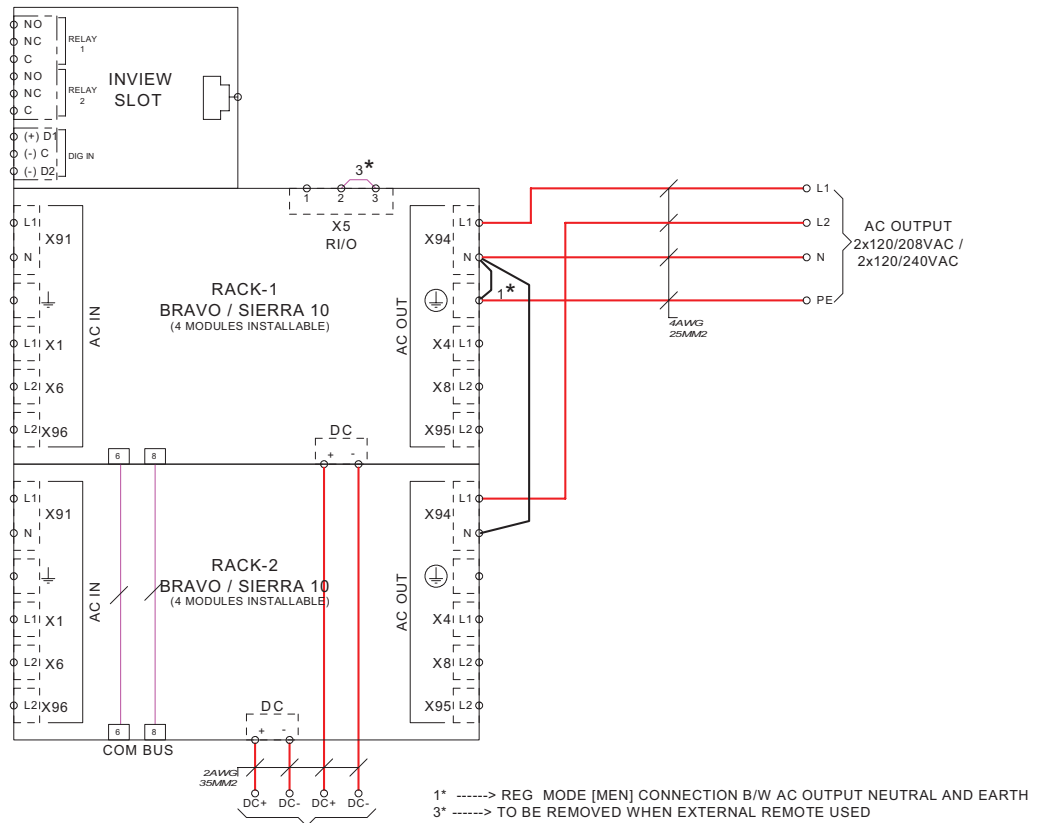 NO
NC
C
RELAY
1
NO
NC
C
RELAY
2
INVIEW
SLOT
(+) D1
(-) C
(-) D2
DIG IN
3*
1 2 3
X5
RI/O
L1
X91
N
L1 X1
L2 X6
L2 X96
AC IN
RACK-1
BRAVO / SIERRA 10
(4 MODULES INSTALLABLE)
AC OUT
L1
X94
N
1*
X4 L1
X8 L2
X95 L2
L1
L2
N
PE
AC OUTPUT
2x120/208VAC /
2x120/240VAC
4AWG
25MM2
6 8
DC
+ -
L1
X91
N
L1 X1
L2 X6
L2 X96
AC IN
RACK-2
BRAVO / SIERRA 10
(4 MODULES INSTALLABLE)
AC OUT
L1
X94
N
X4 L1
X8 L2
X95 L2
6 8
COM BUS
DC
+ -
2AWG
35MM2
DC+ DC- DC+ DC-
1* ------> REG MODE [MEN] CONNECTION B/W AC OUTPUT NEUTRAL AND EARTH
3* ------> TO BE REMOVED WHEN EXTERNAL REMOTE USED